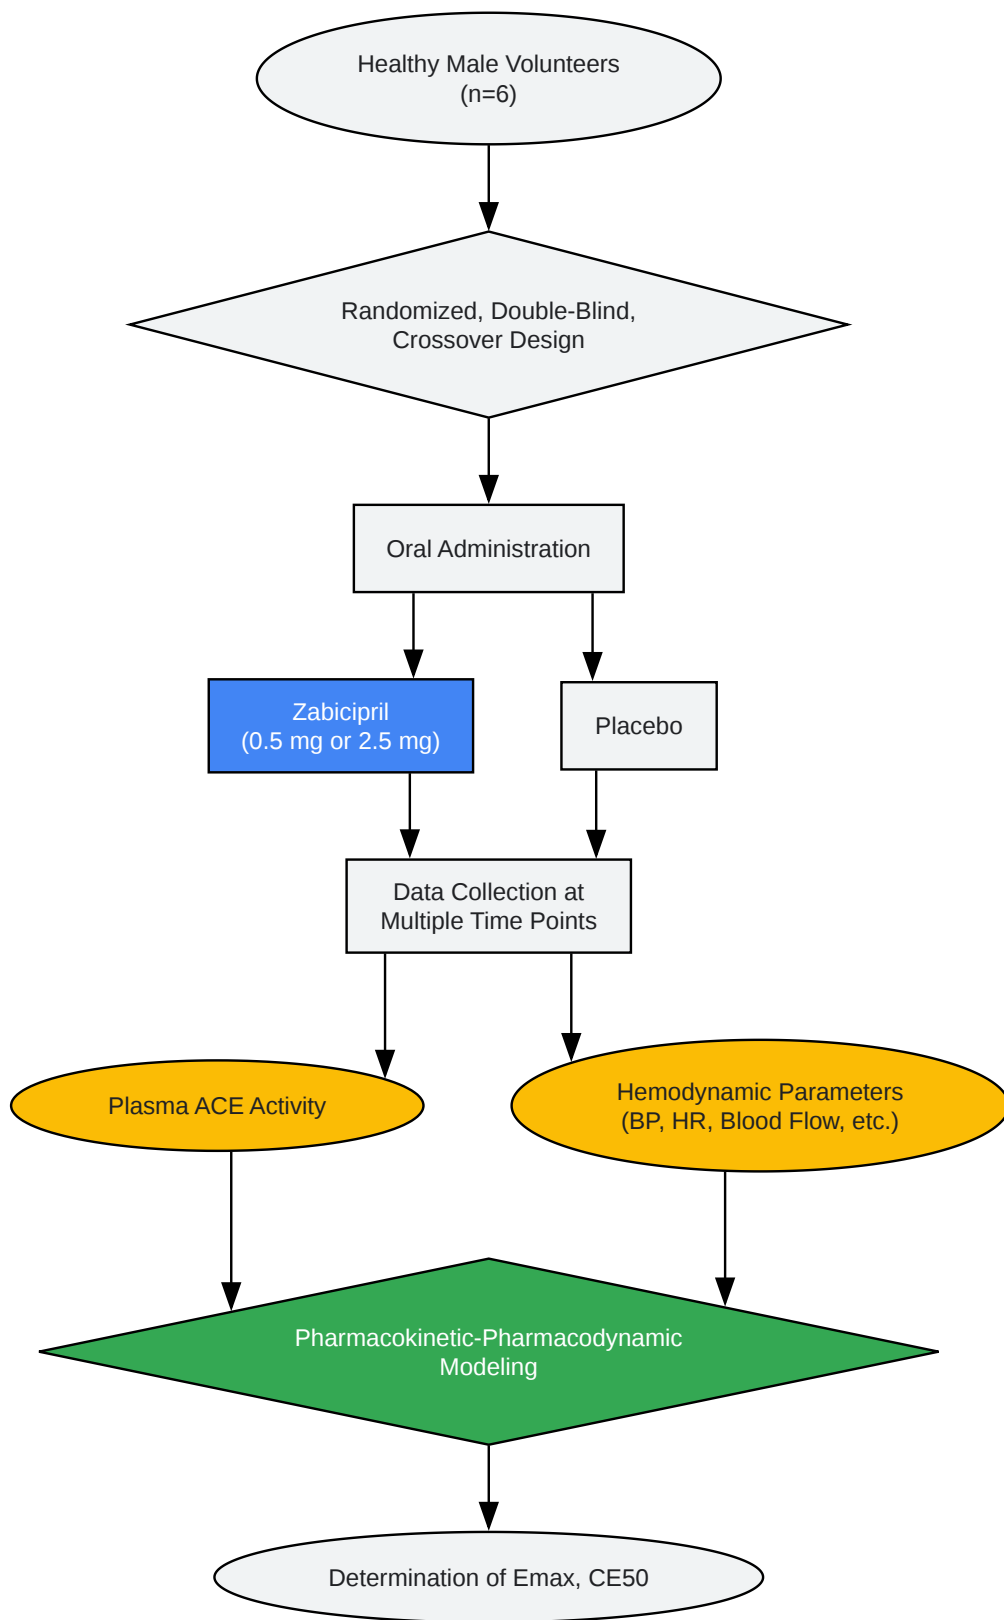 Healthy Male Volunteers
(n=6)
Randomized, Double-Blind,
Crossover Design
Oral Administration
Zabicipril
(0.5 mg or 2.5 mg)
Placebo
Data Collection at
Multiple Time Points
Plasma ACE Activity
Hemodynamic Parameters
(BP, HR, Blood Flow, etc.)
Pharmacokinetic-Pharmacodynamic
Modeling
Determination of Emax, CE50